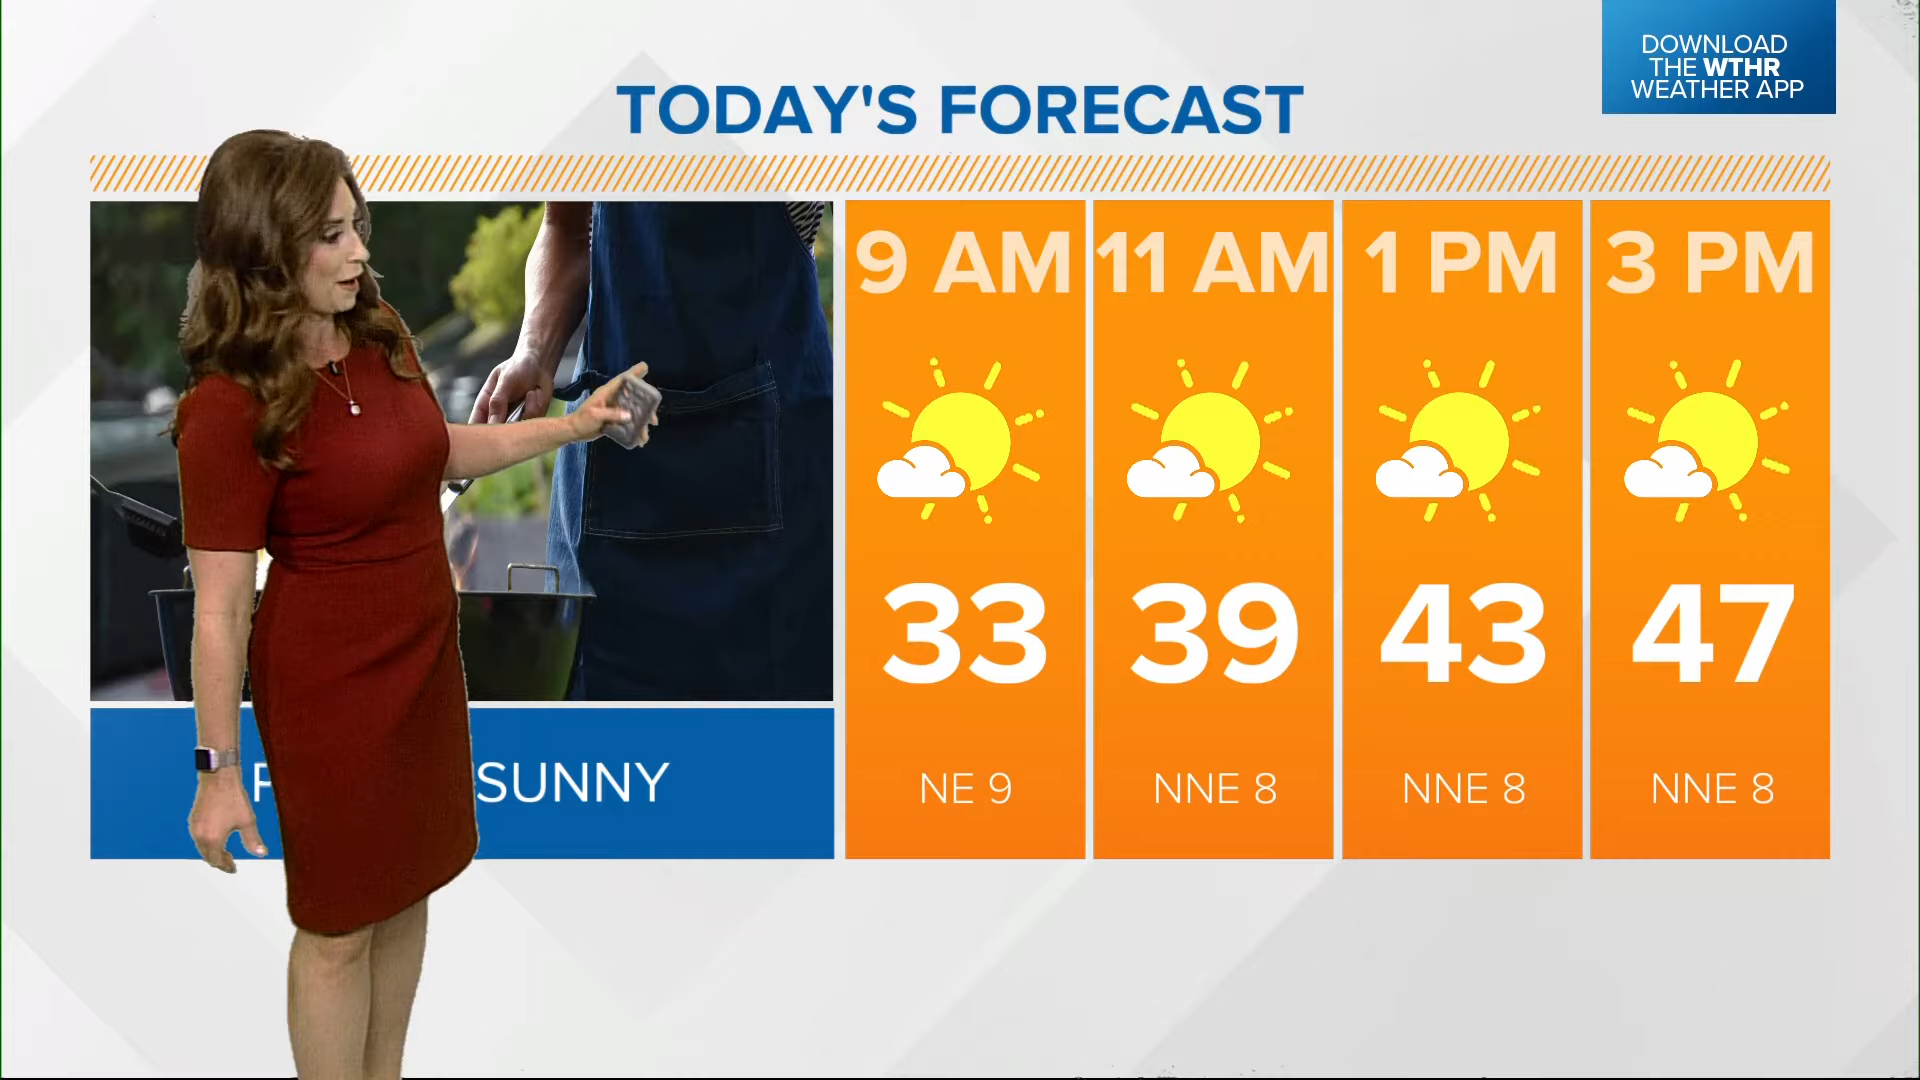 DOWNLOAD
THE WTHR
WEATHER APP
TODAY'S FORECAST
9 AM
33
NE 9
11 AM
39
NNE 8
1 PM
43
NNE 8
3 PM
47
NNE 8
SUNNY